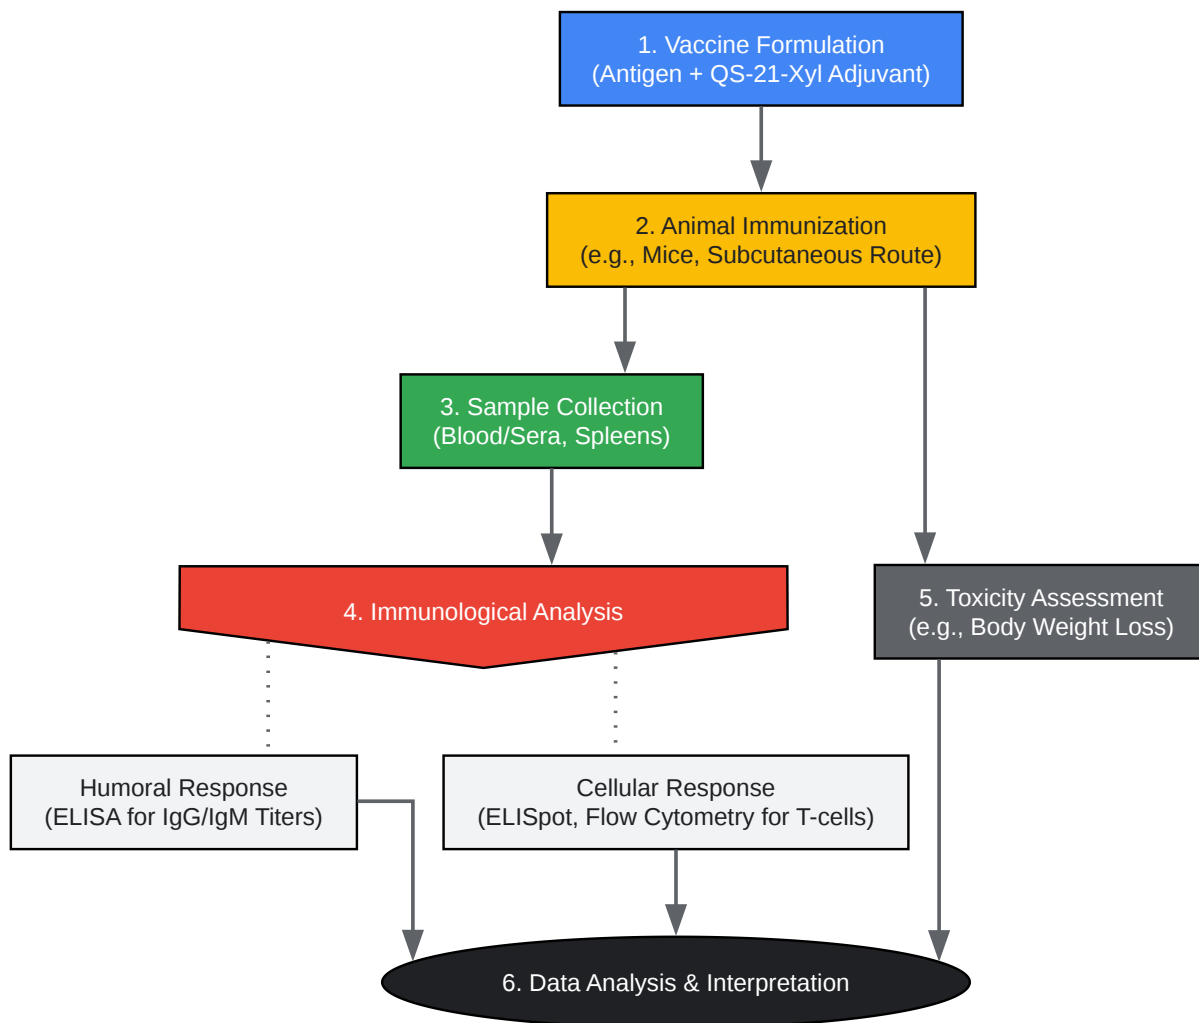 1. Vaccine Formulation
(Antigen + QS-21-Xyl Adjuvant)
2. Animal Immunization
(e.g., Mice, Subcutaneous Route)
3. Sample Collection
(Blood/Sera, Spleens)
4. Immunological Analysis
5. Toxicity Assessment
(e.g., Body Weight Loss)
Humoral Response
(ELISA for IgG/IgM Titers)
Cellular Response
(ELISpot, Flow Cytometry for T-cells)
6. Data Analysis & Interpretation